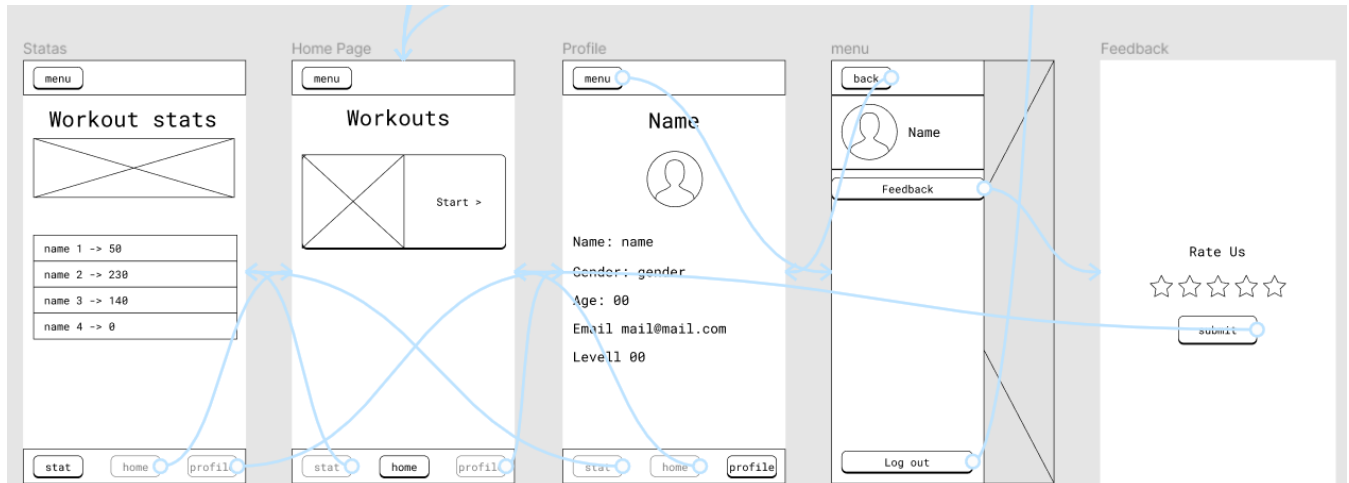 Statas
menu
Workout stats
name 1 -> 50
name 2 -> 230
name 3 -> 140
name 4 -> 0
stat
home
profile
Home Page
menu
Workouts
Start >
stat
home
profile
Profile
menu
Name
Name: name
Gender: gender
Age: 00
Email mail@mail.com
Levell 00
stat
home
profile
menu
back
Name
Feedback
Log out
Feedback
Rate Us
submit